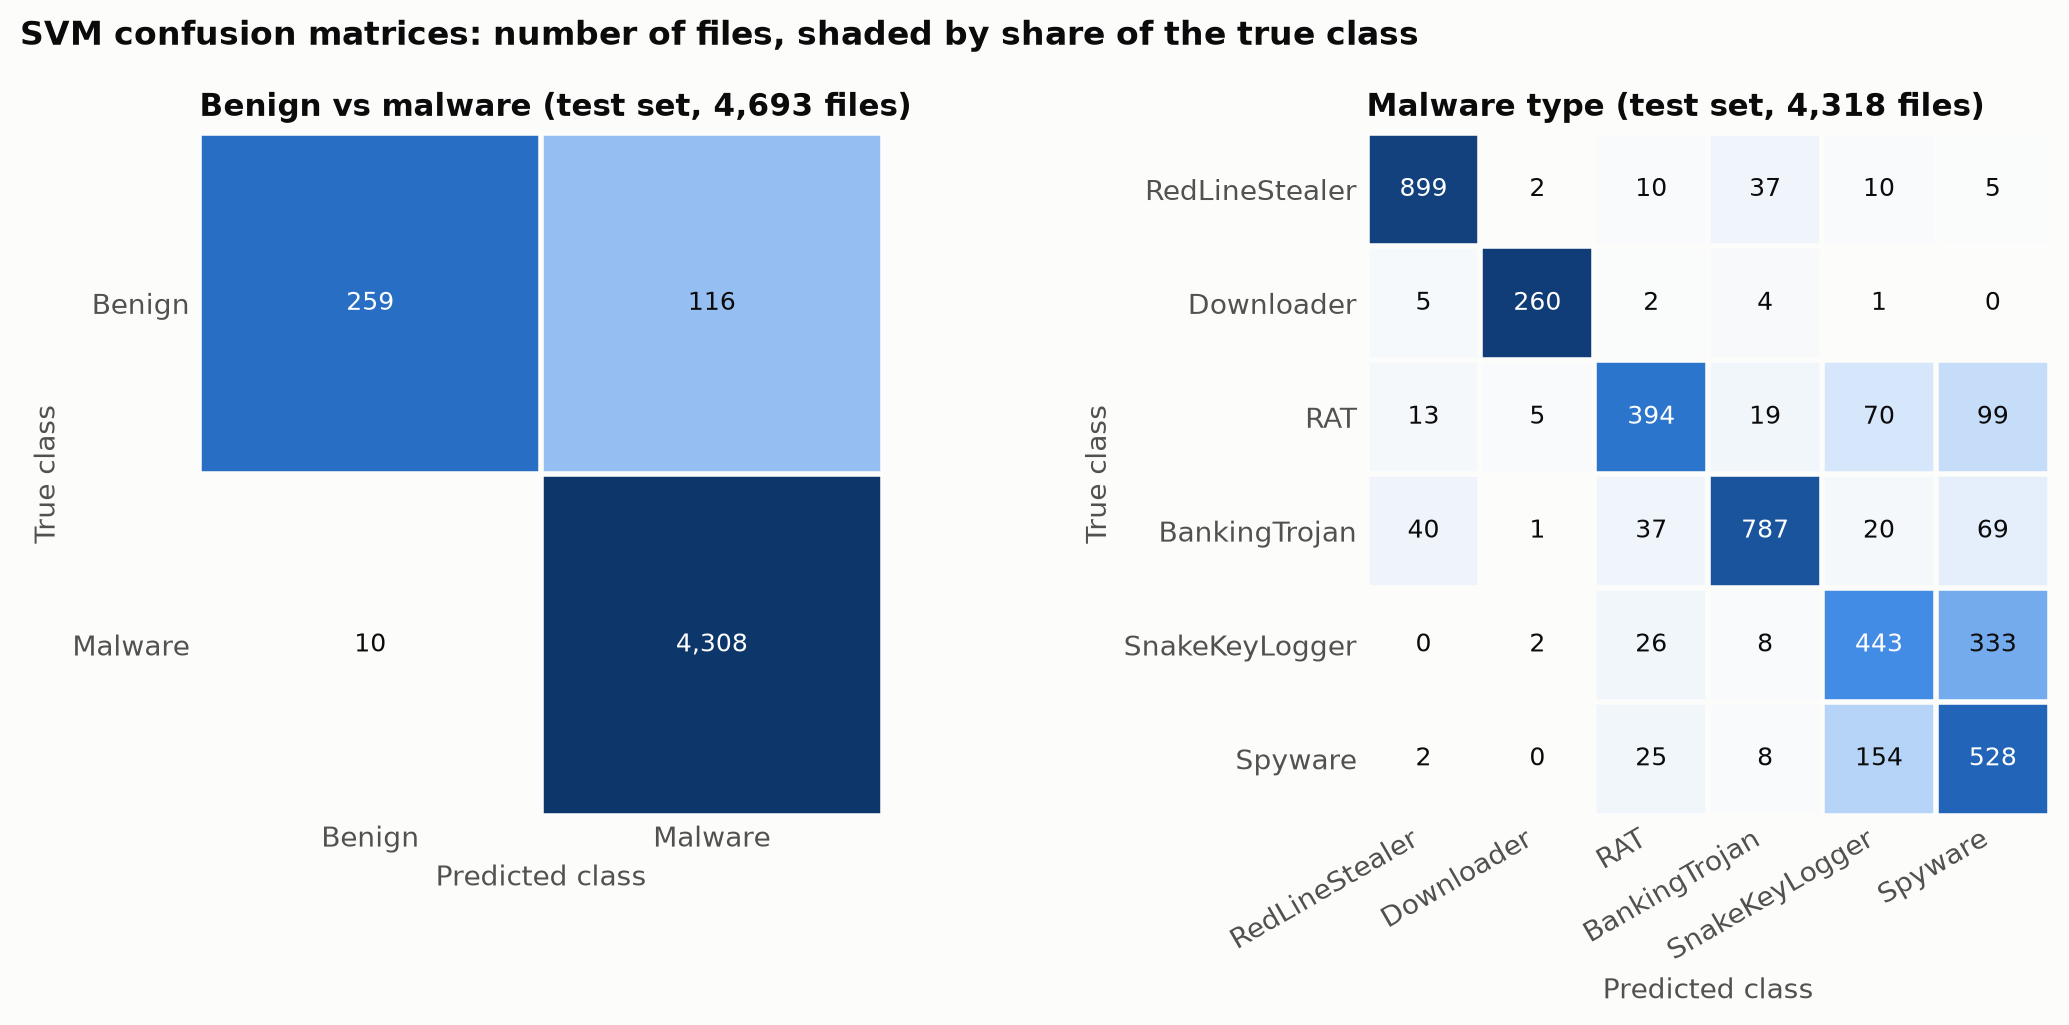 SVM confusion matrices: number of files, shaded by share of the true class
Benign vs malware (test set, 4,693 files)
True class
Benign 259 116
Malware 10 4,308
Benign Malware
Predicted class
Malware type (test set, 4,318 files)
True class
RedLineStealer 899 2 10 37 10 5
Downloader 5 260 2 4 1 0
RAT 13 5 394 19 70 99
BankingTrojan 40 1 37 787 20 69
SnakeKeyLogger 0 2 26 8 443 333
Spyware 2 0 25 8 154 528
RedLineStealer Downloader RAT BankingTrojan SnakeKeyLogger Spyware
Predicted class